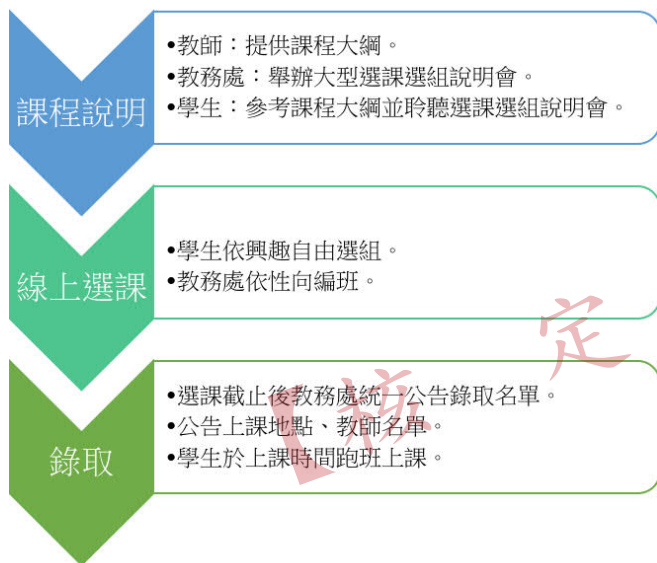 課程說明
•教師：提供課程大綱。
•教務處：舉辦大型選課選組說明會。
•學生：參考課程大綱並聆聽選課選組說明會。
線上選課
•學生依興趣自由選組。
•教務處依性向編班。
錄取
•選課截止後教務處統一公告錄取名單。
•公告上課地點、教師名單。
•學生於上課時間跑班上課。
【核定